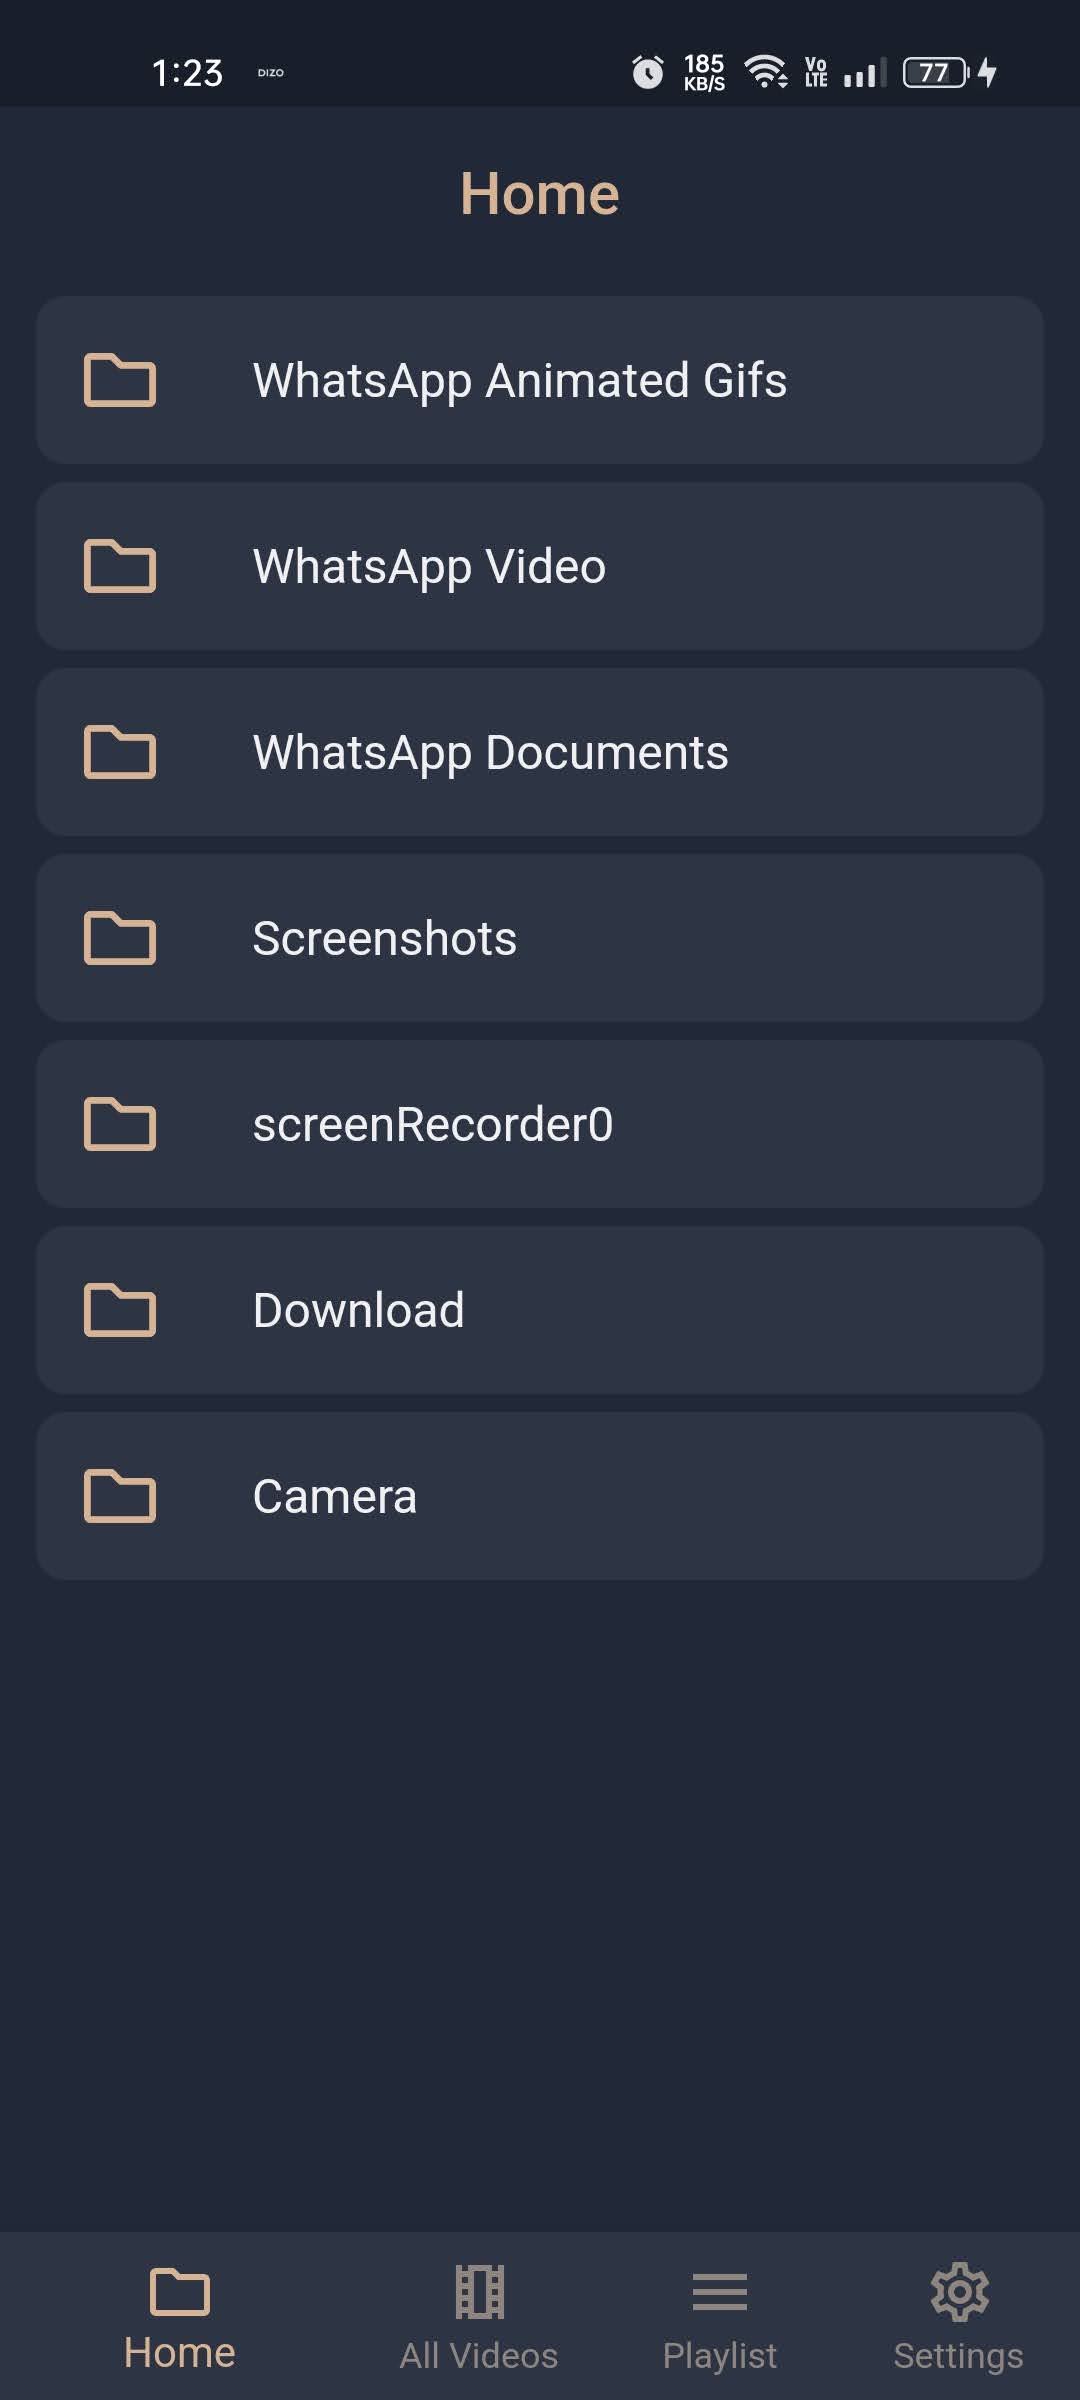 1:23 DIZO 185 KB/S Vo LTE 77
Home
WhatsApp Animated Gifs
WhatsApp Video
WhatsApp Documents
Screenshots
screenRecorder0
Download
Camera
Home All Videos Playlist Settings